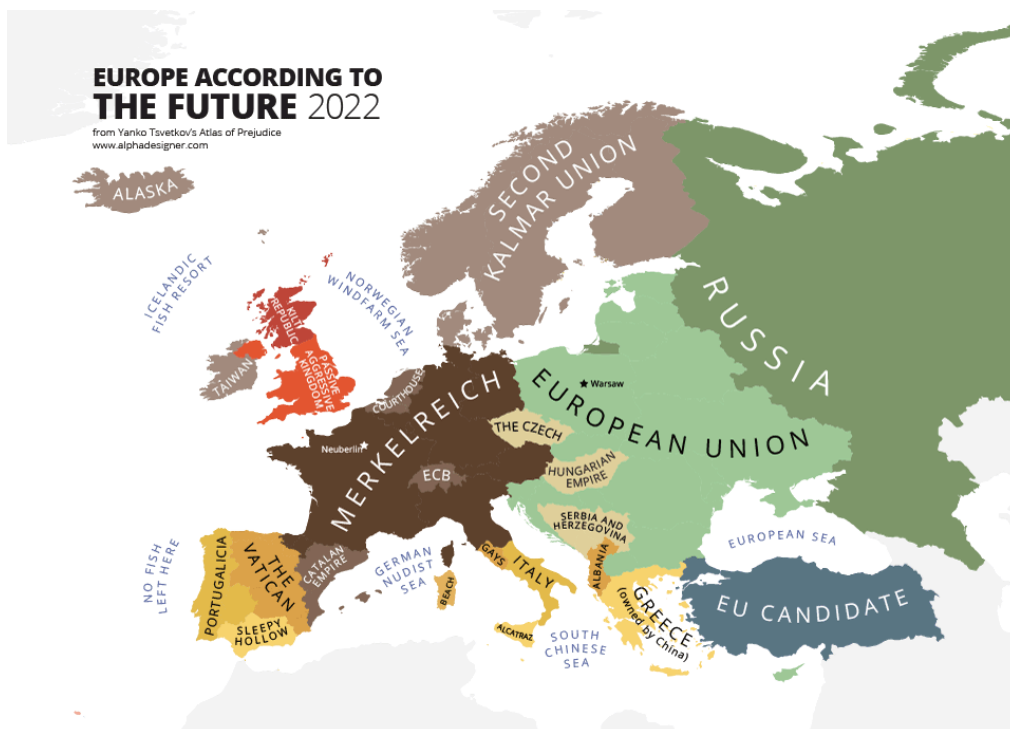 EUROPE ACCORDING TO
THE FUTURE 2022
from Yanko Tsvetkov's Atlas of Prejudice
www.alphadesigner.com
ALASKA
SECOND
KALMAR UNION
ICELANDIC
FISH RESORT
NORWEGIAN
WINDFARM SEA
RUSSIA
KILT
REPUBLIC
TAIWAN
PASSIVE
AGGRESSIVE
KINGDOM
COURTHOUSE
MERKELREICH
EUROPEAN UNION
Warsaw
Neuberlin
THE CZECH
ECB
HUNGARIAN
EMPIRE
SERBIA AND
HERZEGOVINA
EUROPEAN SEA
NO FISH
LEFT HERE
PORTUGALICIA
THE
VATICAN
CATALAN
EMPIRE
GERMAN
NUDIST
SEA
GAYS
ITALY
ALBANIA
BEACH
GREECE
(owned by China)
EU CANDIDATE
SLEEPY
HOLLOW
ALCATRAZ
SOUTH
CHINESE
SEA